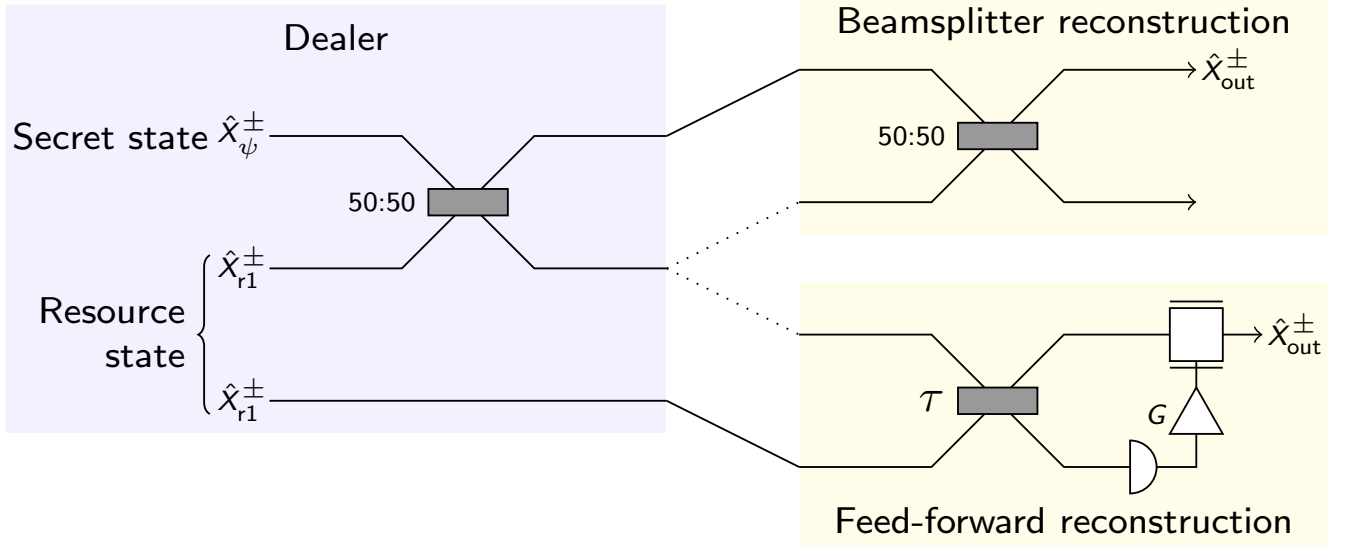 Dealer
Secret state X̂±ψ
50:50
Resource
state
X̂±r1
X̂±r1
Beamsplitter reconstruction
50:50
X̂±out
τ
G
X̂±out
Feed-forward reconstruction